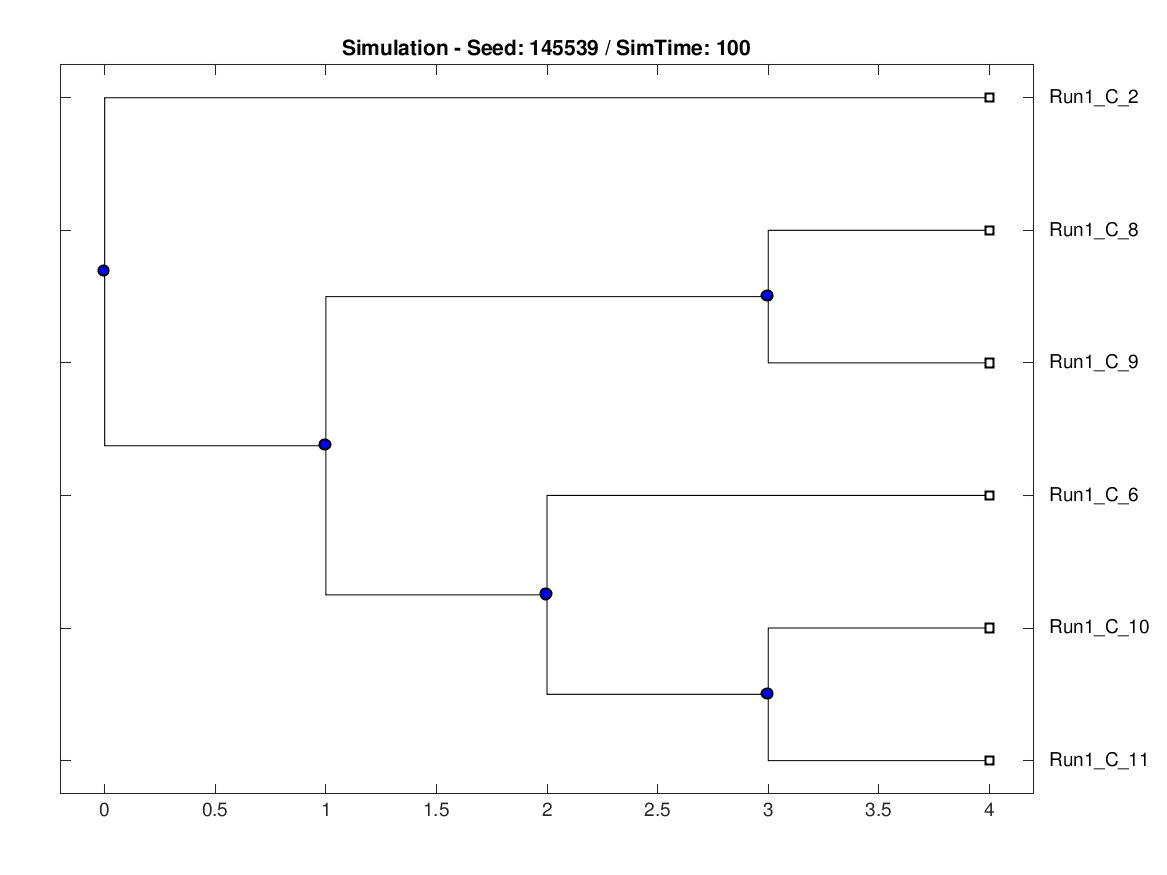 Simulation - Seed: 145539 / SimTime: 100
Run1_C_2
Run1_C_8
Run1_C_9
Run1_C_6
Run1_C_10
Run1_C_11
0 0.5 1 1.5 2 2.5 3 3.5 4